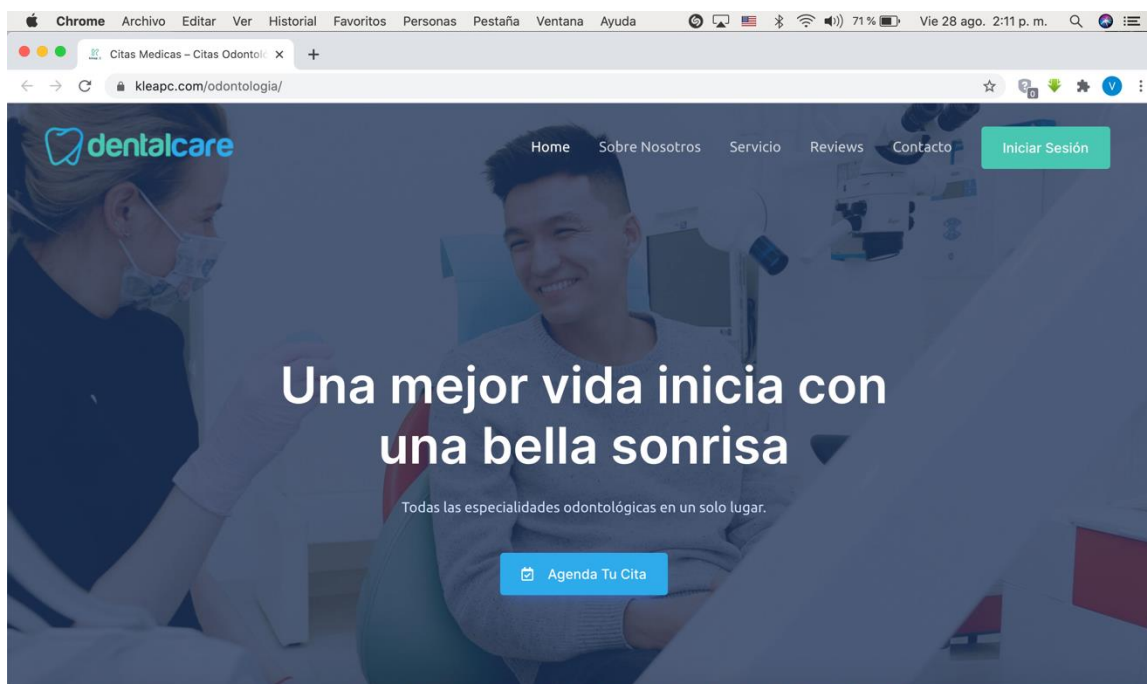 Chrome Archivo Editar Ver Historial Favoritos Personas Pestaña Ventana Ayuda 71 % Vie 28 ago. 2:11 p. m.
Citas Medicas – Citas Odontoló
kleapc.com/odontologia/
0 V
dentalcare Home Sobre Nosotros Servicio Reviews Contacto Iniciar Sesión
Una mejor vida inicia con
una bella sonrisa
Todas las especialidades odontológicas en un solo lugar.
Agenda Tu Cita